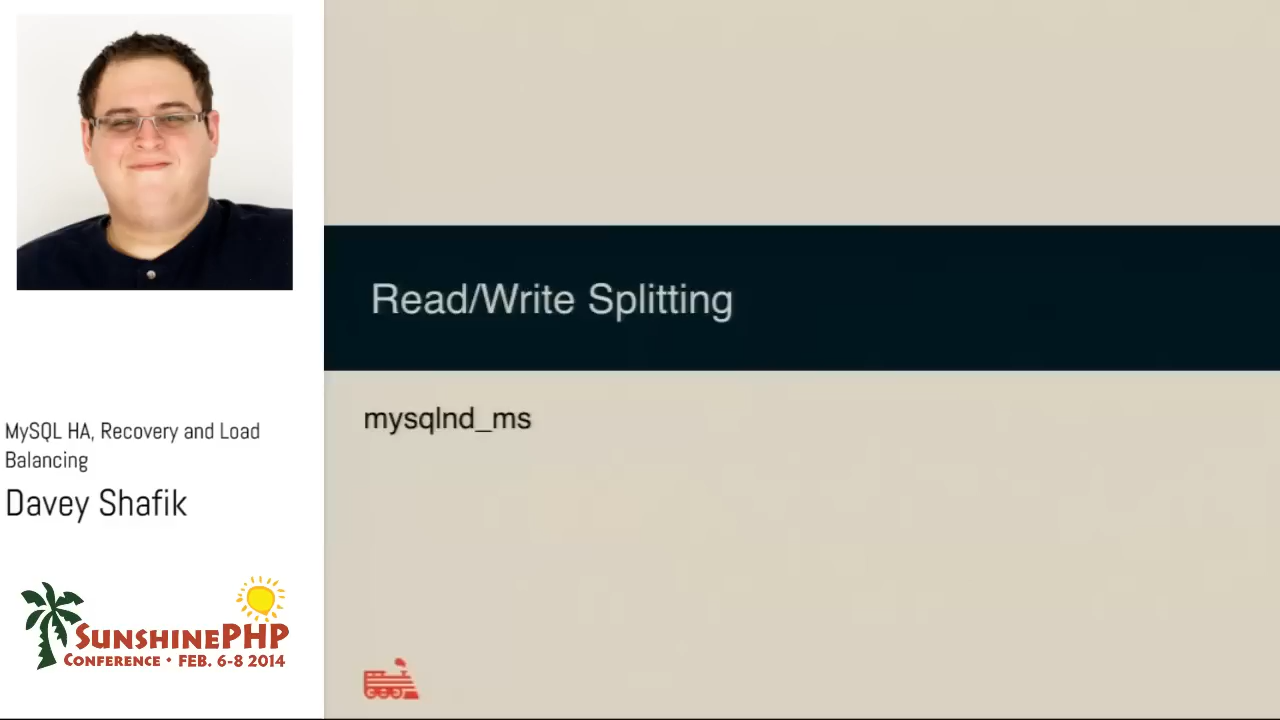 Read/Write Splitting
mysqlnd_ms
MySQL HA, Recovery and Load
Balancing
Davey Shafik
SUNSHINEPHP
CONFERENCE • FEB. 6-8 2014